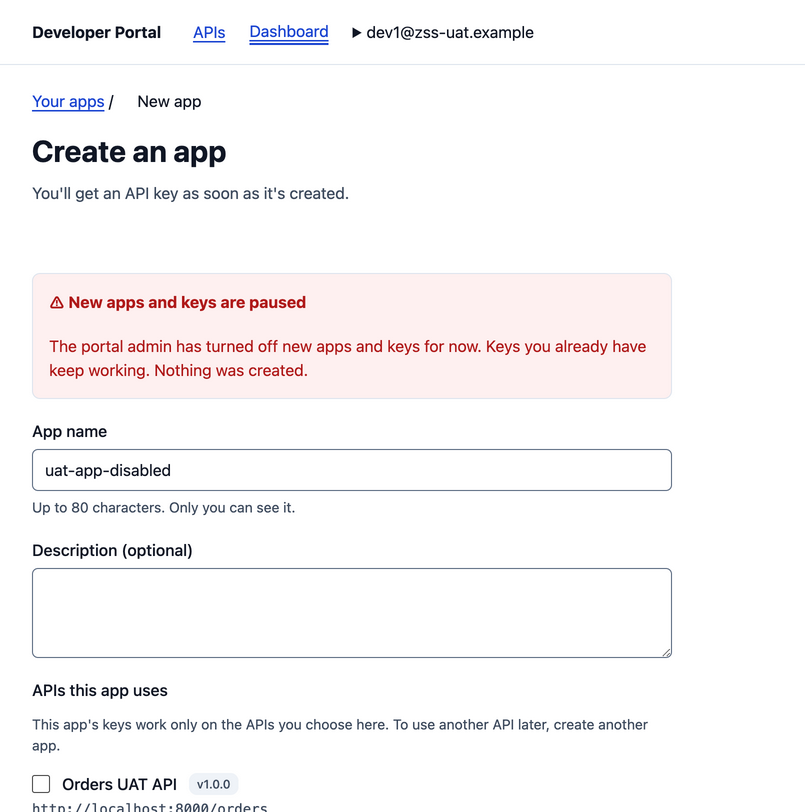 Developer Portal APIs Dashboard ▶ dev1@zss-uat.example
Your apps / New app
Create an app
You'll get an API key as soon as it's created.
⚠ New apps and keys are paused
The portal admin has turned off new apps and keys for now. Keys you already have
keep working. Nothing was created.
App name
uat-app-disabled
Up to 80 characters. Only you can see it.
Description (optional)
APIs this app uses
This app's keys work only on the APIs you choose here. To use another API later, create another
app.
Orders UAT API v1.0.0
http://localhost:8000/orders